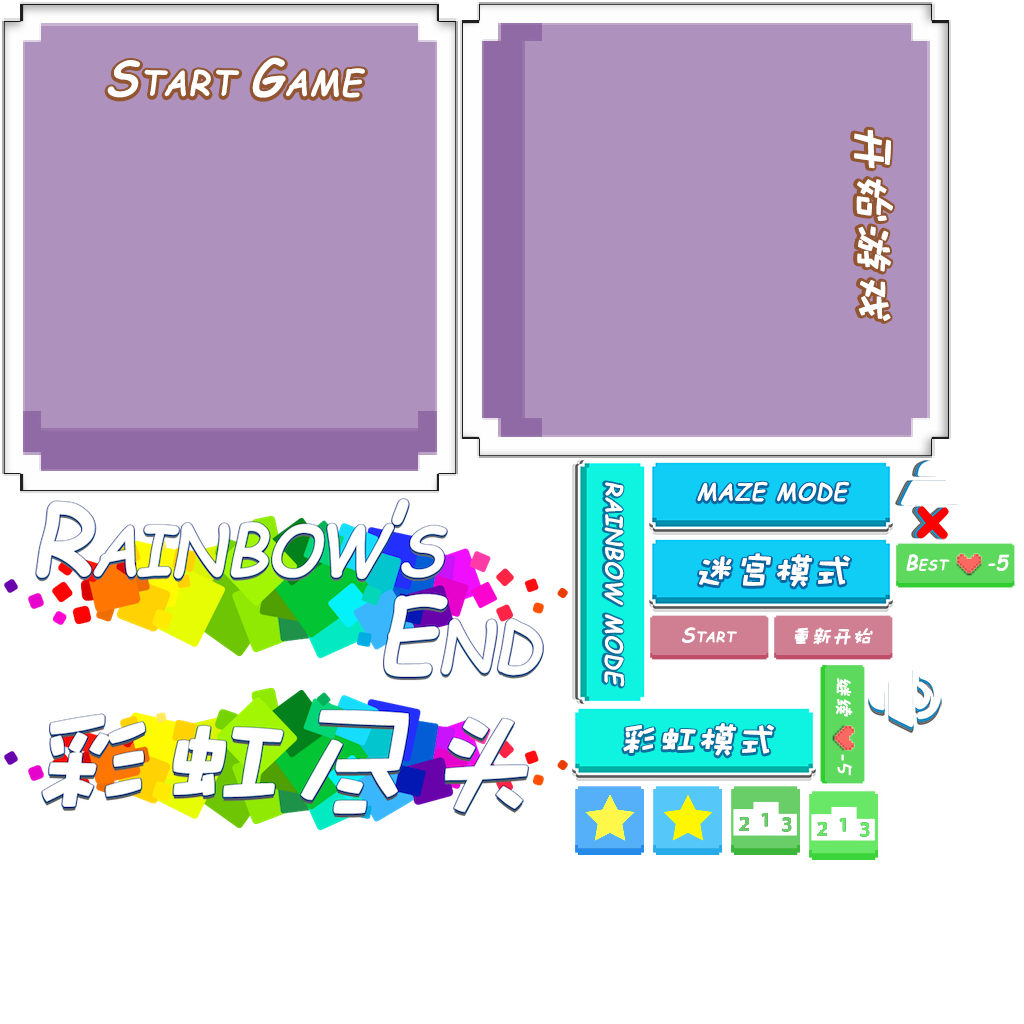 START GAME
开始游戏
RAINBOW'S
END
彩虹尽头
RAINBOW MODE
MAZE MODE
迷宫模式
BEST -5
START
重新开始
继续 -5
彩虹模式
2 1 3
2 1 3